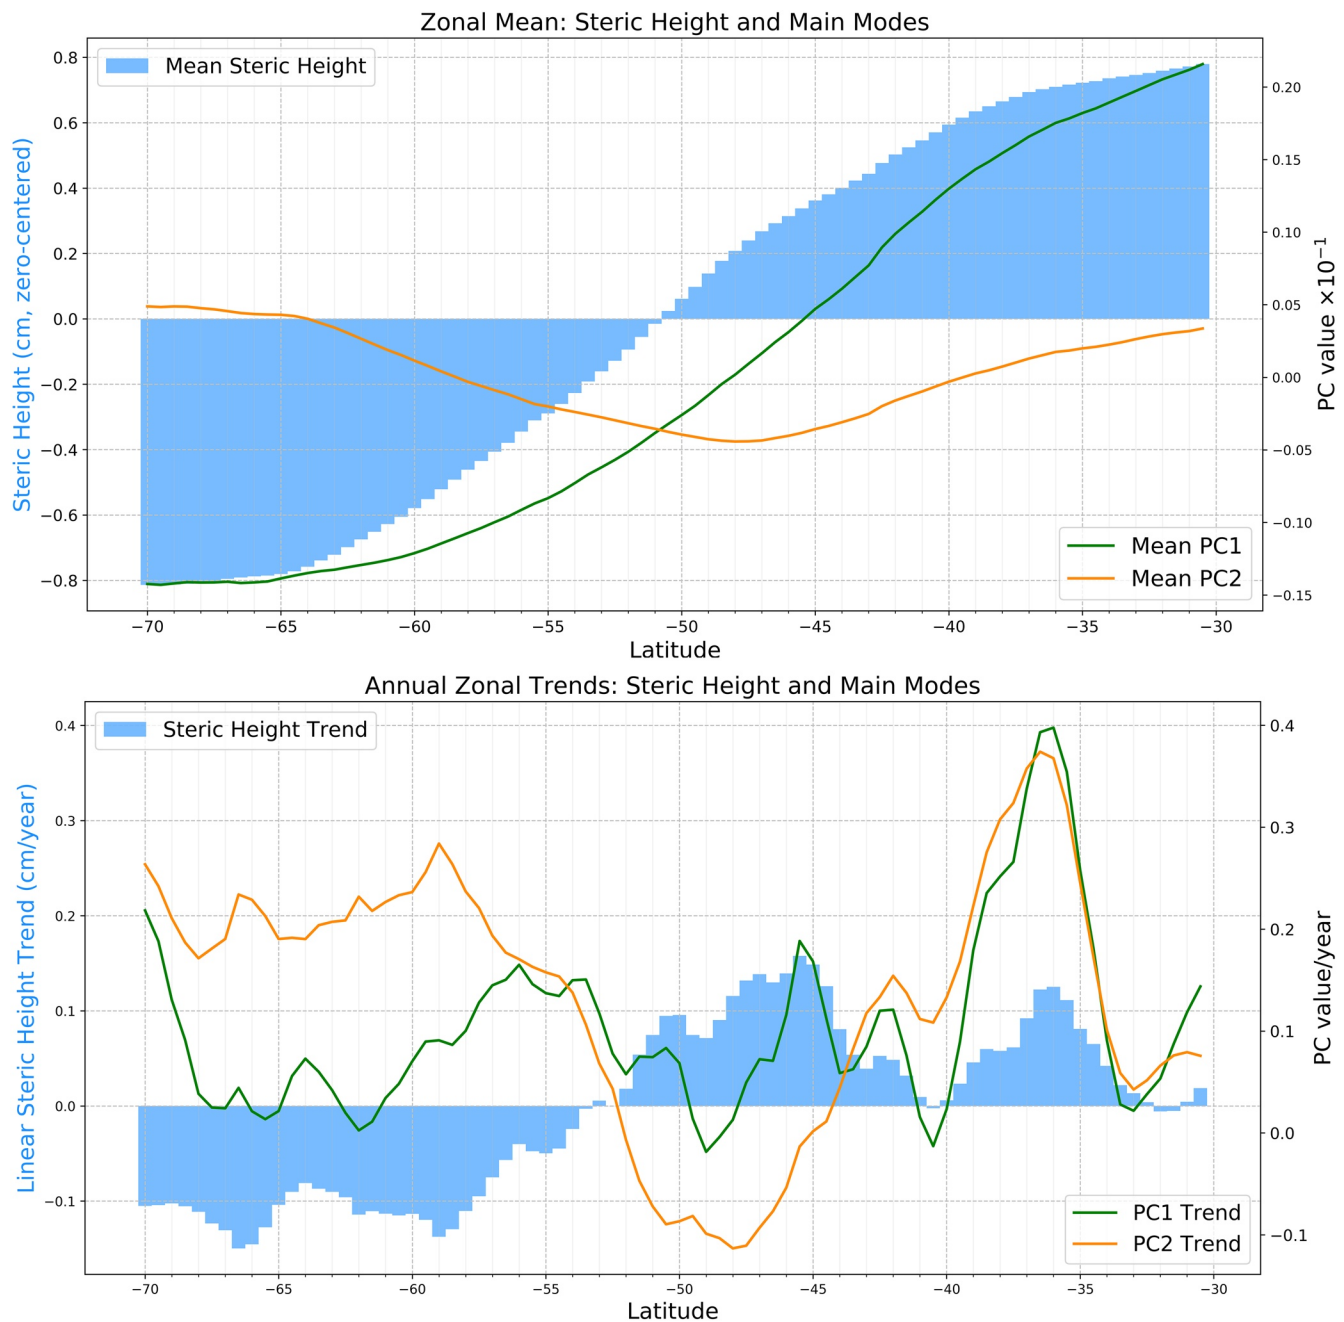 Zonal Mean: Steric Height and Main Modes
Mean Steric Height
Steric Height (cm, zero-centered)
0.8
0.6
0.4
0.2
0.0
−0.2
−0.4
−0.6
−0.8
0.20
0.15
0.10
0.05
0.00
−0.05
−0.10
−0.15
PC value ×10⁻¹
Mean PC1
Mean PC2
−70 −65 −60 −55 −50 −45 −40 −35 −30
Latitude
Annual Zonal Trends: Steric Height and Main Modes
Steric Height Trend
Linear Steric Height Trend (cm/year)
0.4
0.3
0.2
0.1
0.0
−0.1
0.4
0.3
0.2
0.1
0.0
−0.1
PC value/year
PC1 Trend
PC2 Trend
−70 −65 −60 −55 −50 −45 −40 −35 −30
Latitude